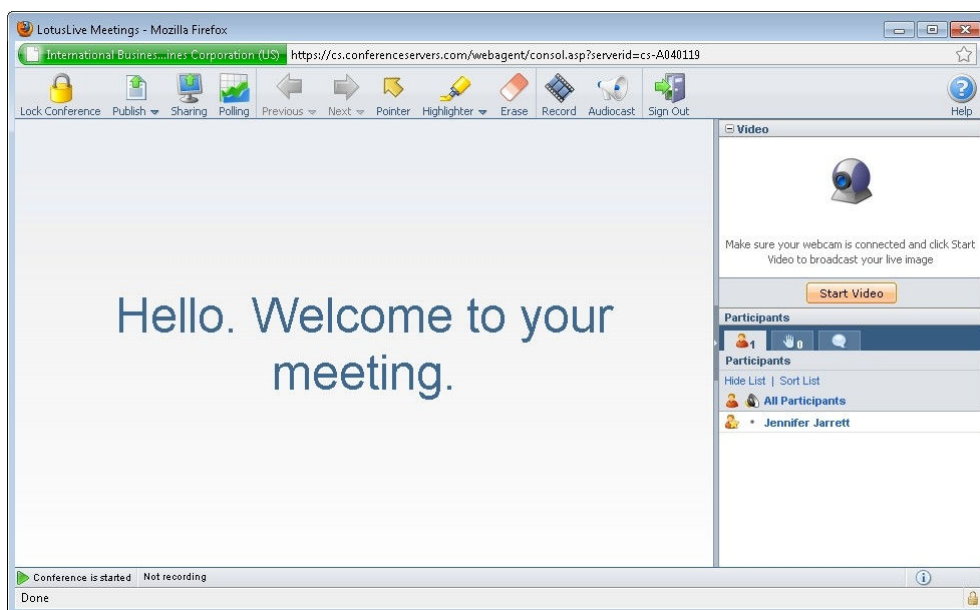 LotusLive Meetings - Mozilla Firefox
International Busines...ines Corporation (US) https://cs.conferenceservers.com/webagent/consol.asp?serverid=cs-A040119
Lock Conference Publish Sharing Polling Previous Next Pointer Highlighter Erase Record Audiocast Sign Out Help
Video
Make sure your webcam is connected and click Start
Video to broadcast your live image
Start Video
Hello. Welcome to your
meeting.
Participants
1 0
Participants
Hide List | Sort List
All Participants
Jennifer Jarrett
Conference is started Not recording
Done